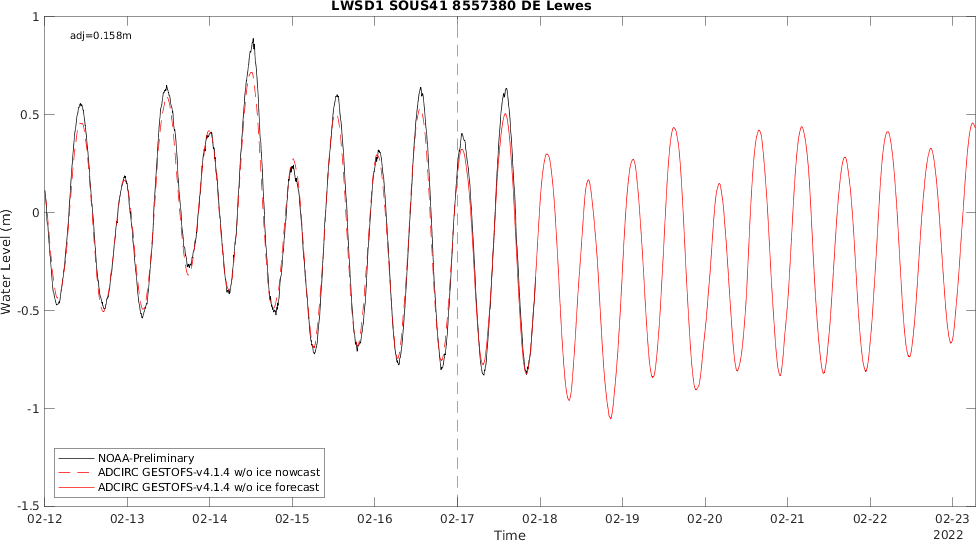 LWSD1 SOUS41 8557380 DE Lewes
adj=0.158m
1
0.5
0
-0.5
-1
-1.5
Water Level (m)
NOAA-Preliminary
ADCIRC GESTOFS-v4.1.4 w/o ice nowcast
ADCIRC GESTOFS-v4.1.4 w/o ice forecast
02-12 02-13 02-14 02-15 02-16 02-17 02-18 02-19 02-20 02-21 02-22 02-23
Time
2022